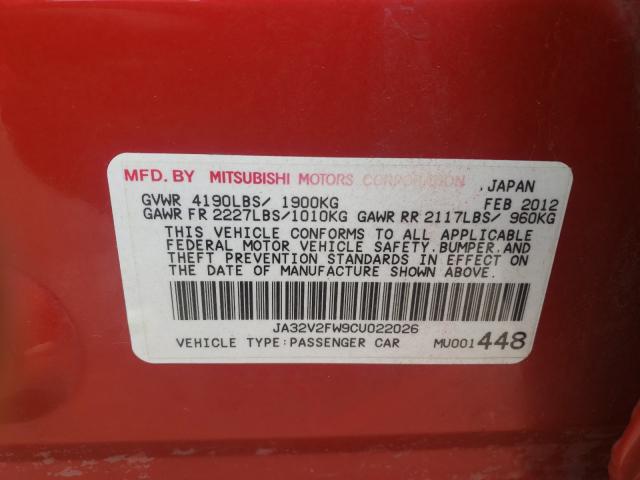 MFD. BY MITSUBISHI MOTORS CORPORATION , JAPAN
GVWR 4190LBS/ 1900KG FEB 2012
GAWR FR 2227LBS/1010KG GAWR RR 2117LBS/ 960KG
THIS VEHICLE CONFORMS TO ALL APPLICABLE
FEDERAL MOTOR VEHICLE SAFETY,BUMPER,AND
THEFT PREVENTION STANDARDS IN EFFECT ON
THE DATE OF MANUFACTURE SHOWN ABOVE.
JA32V2FW9CU022026
VEHICLE TYPE:PASSENGER CAR MU001448